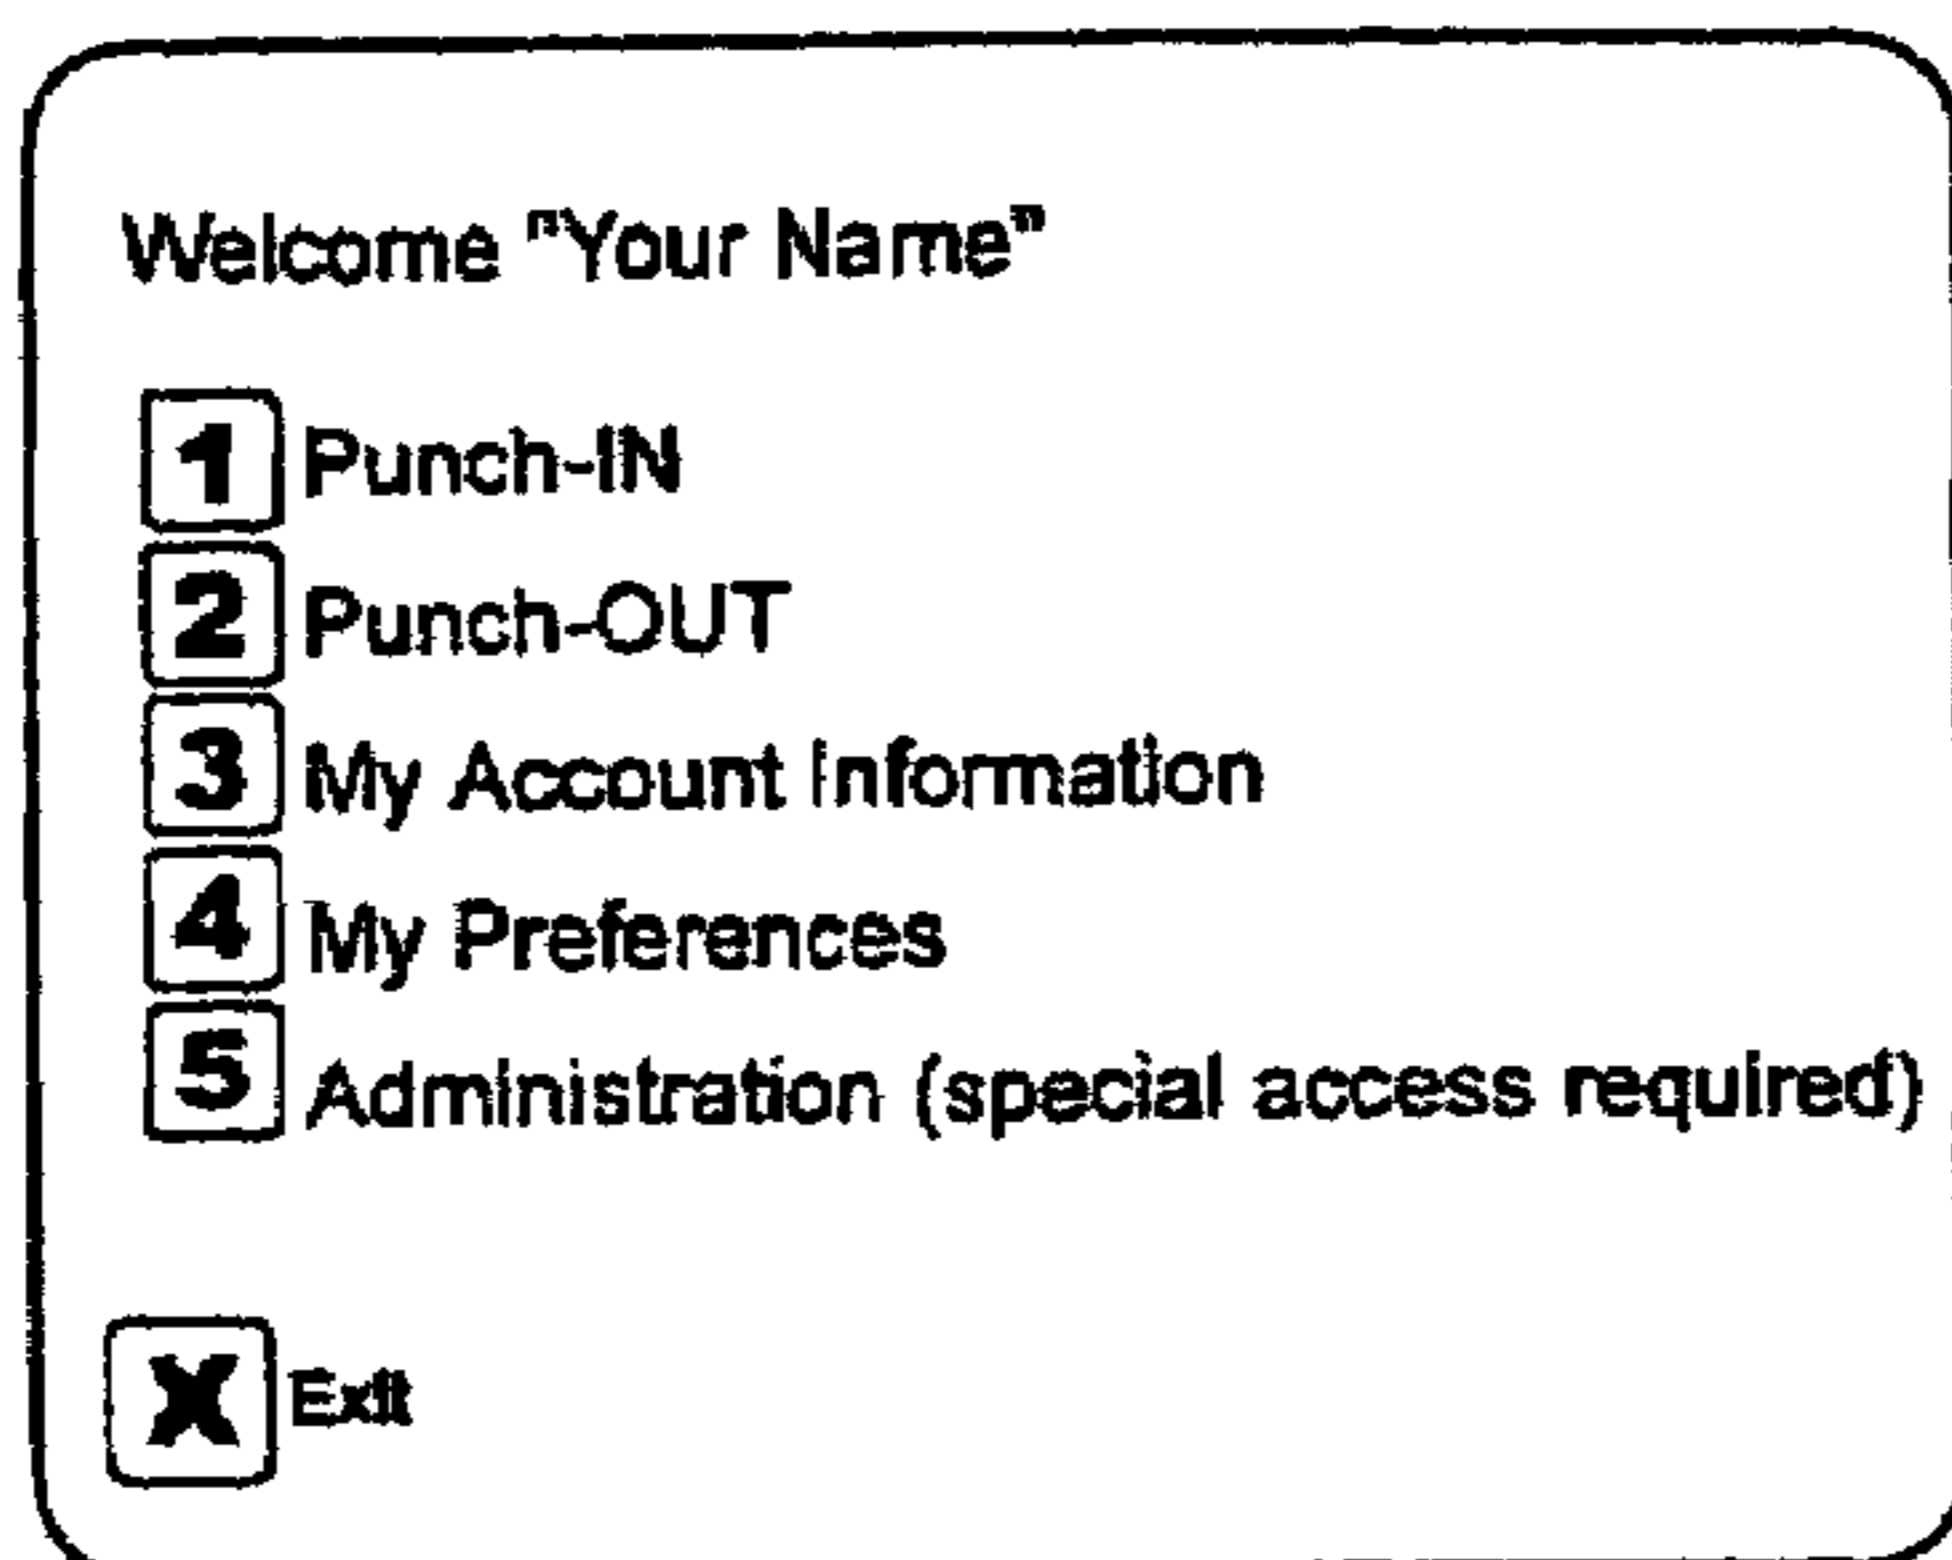 Welcome "Your Name"
1 Punch-IN
2 Punch-OUT
3 My Account Information
4 My Preferences
5 Administration (special access required)
X Exit